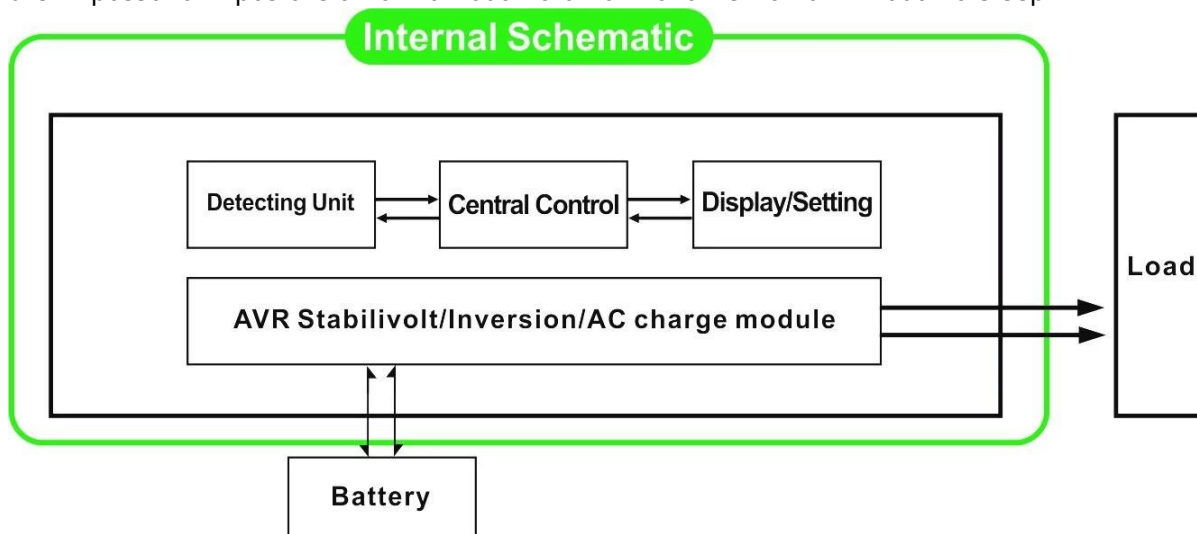 Internal Schematic
Detecting Unit
Central Control
Display/Setting
Load
AVR Stabilivolt/Inversion/AC charge module
Battery